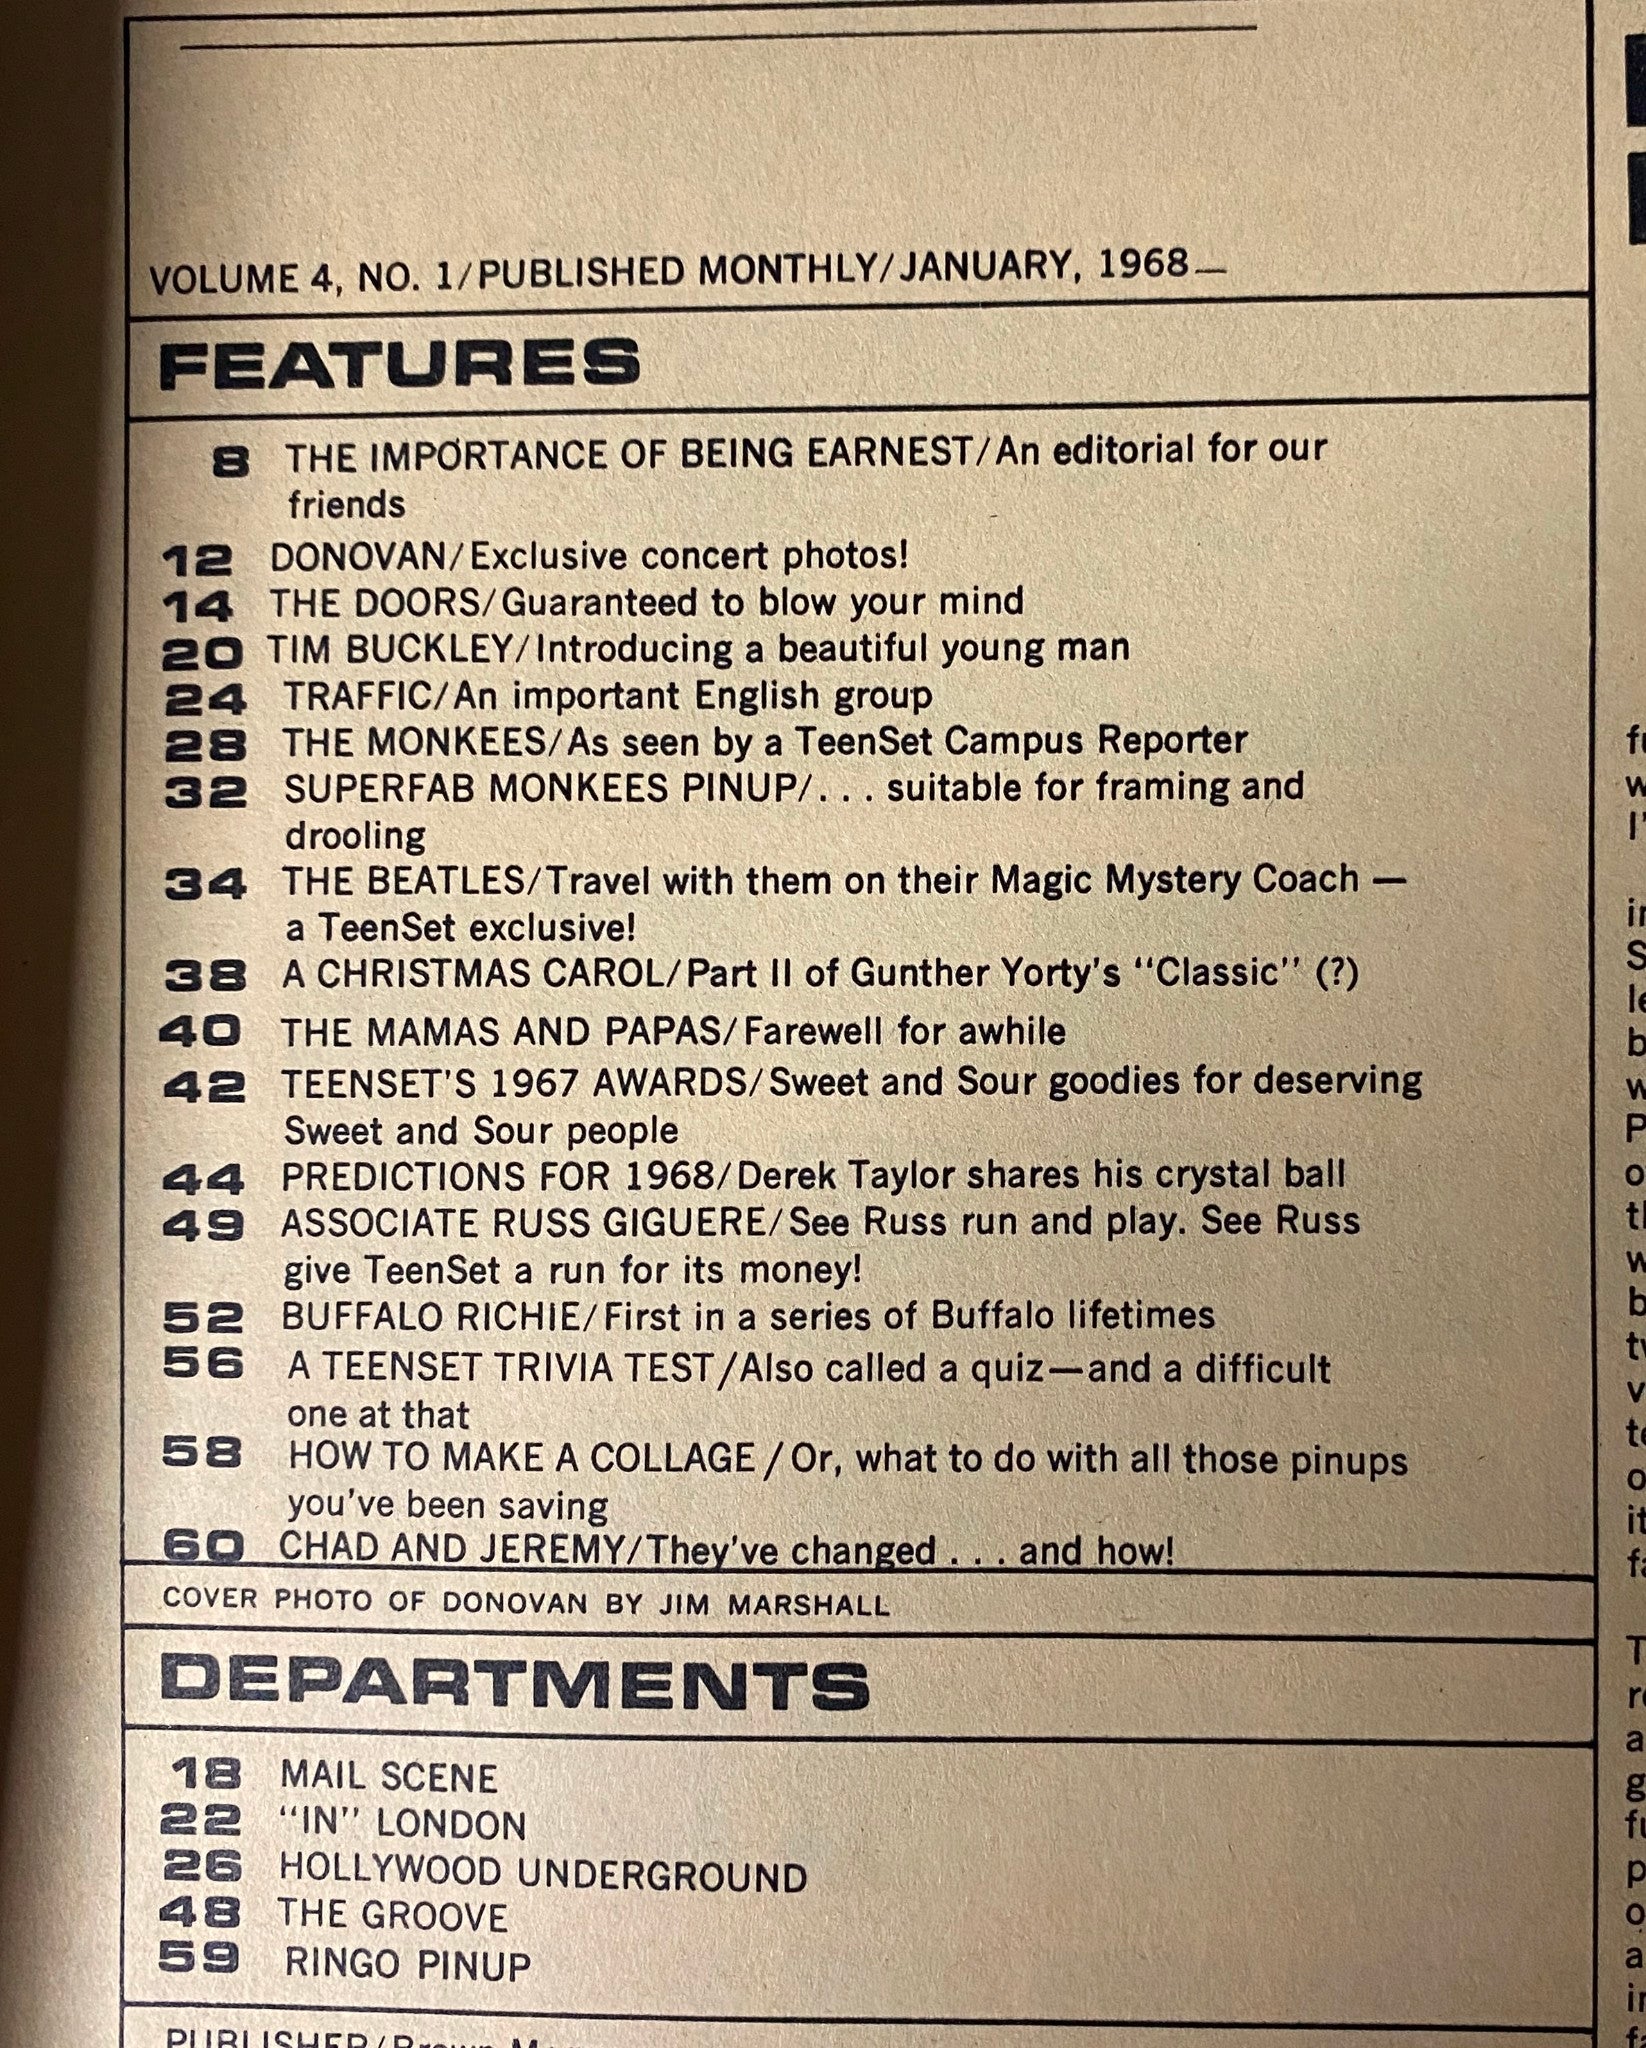 VOLUME 4, NO. 1/PUBLISHED MONTHLY/JANUARY, 1968—
FEATURES
8 THE IMPORTANCE OF BEING EARNEST/An editorial for our
friends
12 DONOVAN/Exclusive concert photos!
14 THE DOORS/Guaranteed to blow your mind
20 TIM BUCKLEY/Introducing a beautiful young man
24 TRAFFIC/An important English group
28 THE MONKEES/As seen by a TeenSet Campus Reporter
32 SUPERFAB MONKEES PINUP/. . . suitable for framing and
drooling
34 THE BEATLES/Travel with them on their Magic Mystery Coach —
a TeenSet exclusive!
38 A CHRISTMAS CAROL/Part II of Gunther Yorty's "Classic" (?)
40 THE MAMAS AND PAPAS/Farewell for awhile
42 TEENSET'S 1967 AWARDS/Sweet and Sour goodies for deserving
Sweet and Sour people
44 PREDICTIONS FOR 1968/Derek Taylor shares his crystal ball
49 ASSOCIATE RUSS GIGUERE/See Russ run and play. See Russ
give TeenSet a run for its money!
52 BUFFALO RICHIE/First in a series of Buffalo lifetimes
56 A TEENSET TRIVIA TEST/Also called a quiz—and a difficult
one at that
58 HOW TO MAKE A COLLAGE / Or, what to do with all those pinups
you've been saving
60 CHAD AND JEREMY/They've changed . . . and how!
COVER PHOTO OF DONOVAN BY JIM MARSHALL
DEPARTMENTS
18 MAIL SCENE
22 "IN" LONDON
26 HOLLYWOOD UNDERGROUND
48 THE GROOVE
59 RINGO PINUP
PUBLISHER/Brown